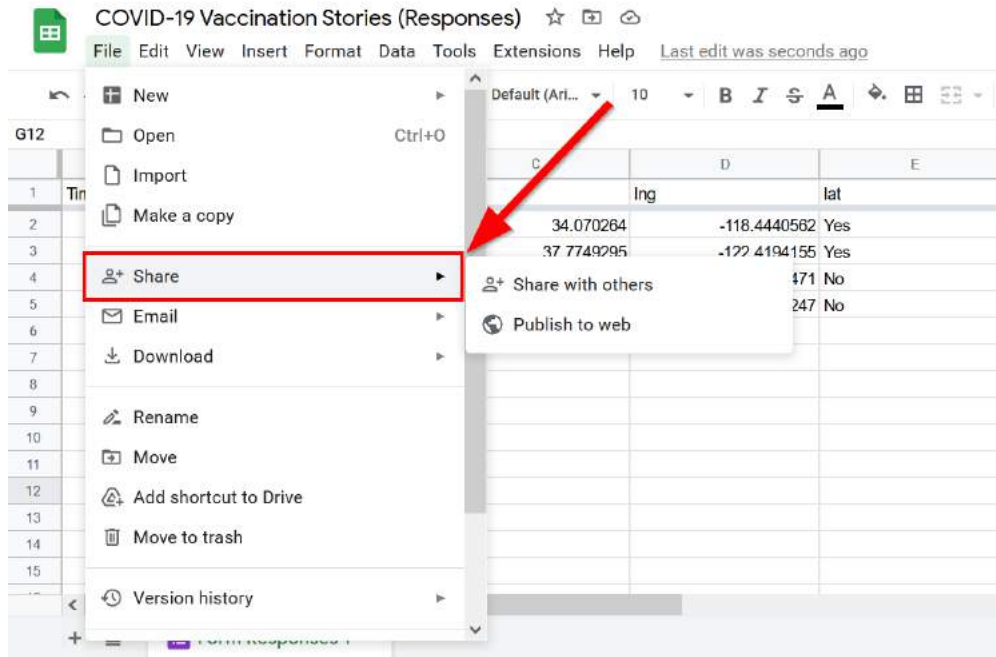 COVID-19 Vaccination Stories (Responses)
File Edit View Insert Format Data Tools Extensions Help Last edit was seconds ago
New
Default (Ari... 10 B I S A
G12
Open Ctrl+O
C D E
Import
1 Tim lng lat
Make a copy
2 34.070264 -118.4440562 Yes
3 37.7749295 -122.4194155 Yes
4 Share 471 No
Share with others
5 Email 247 No
6
Publish to web
7 Download
8
9 Rename
10
11 Move
12 Add shortcut to Drive
13
14 Move to trash
15
Version history